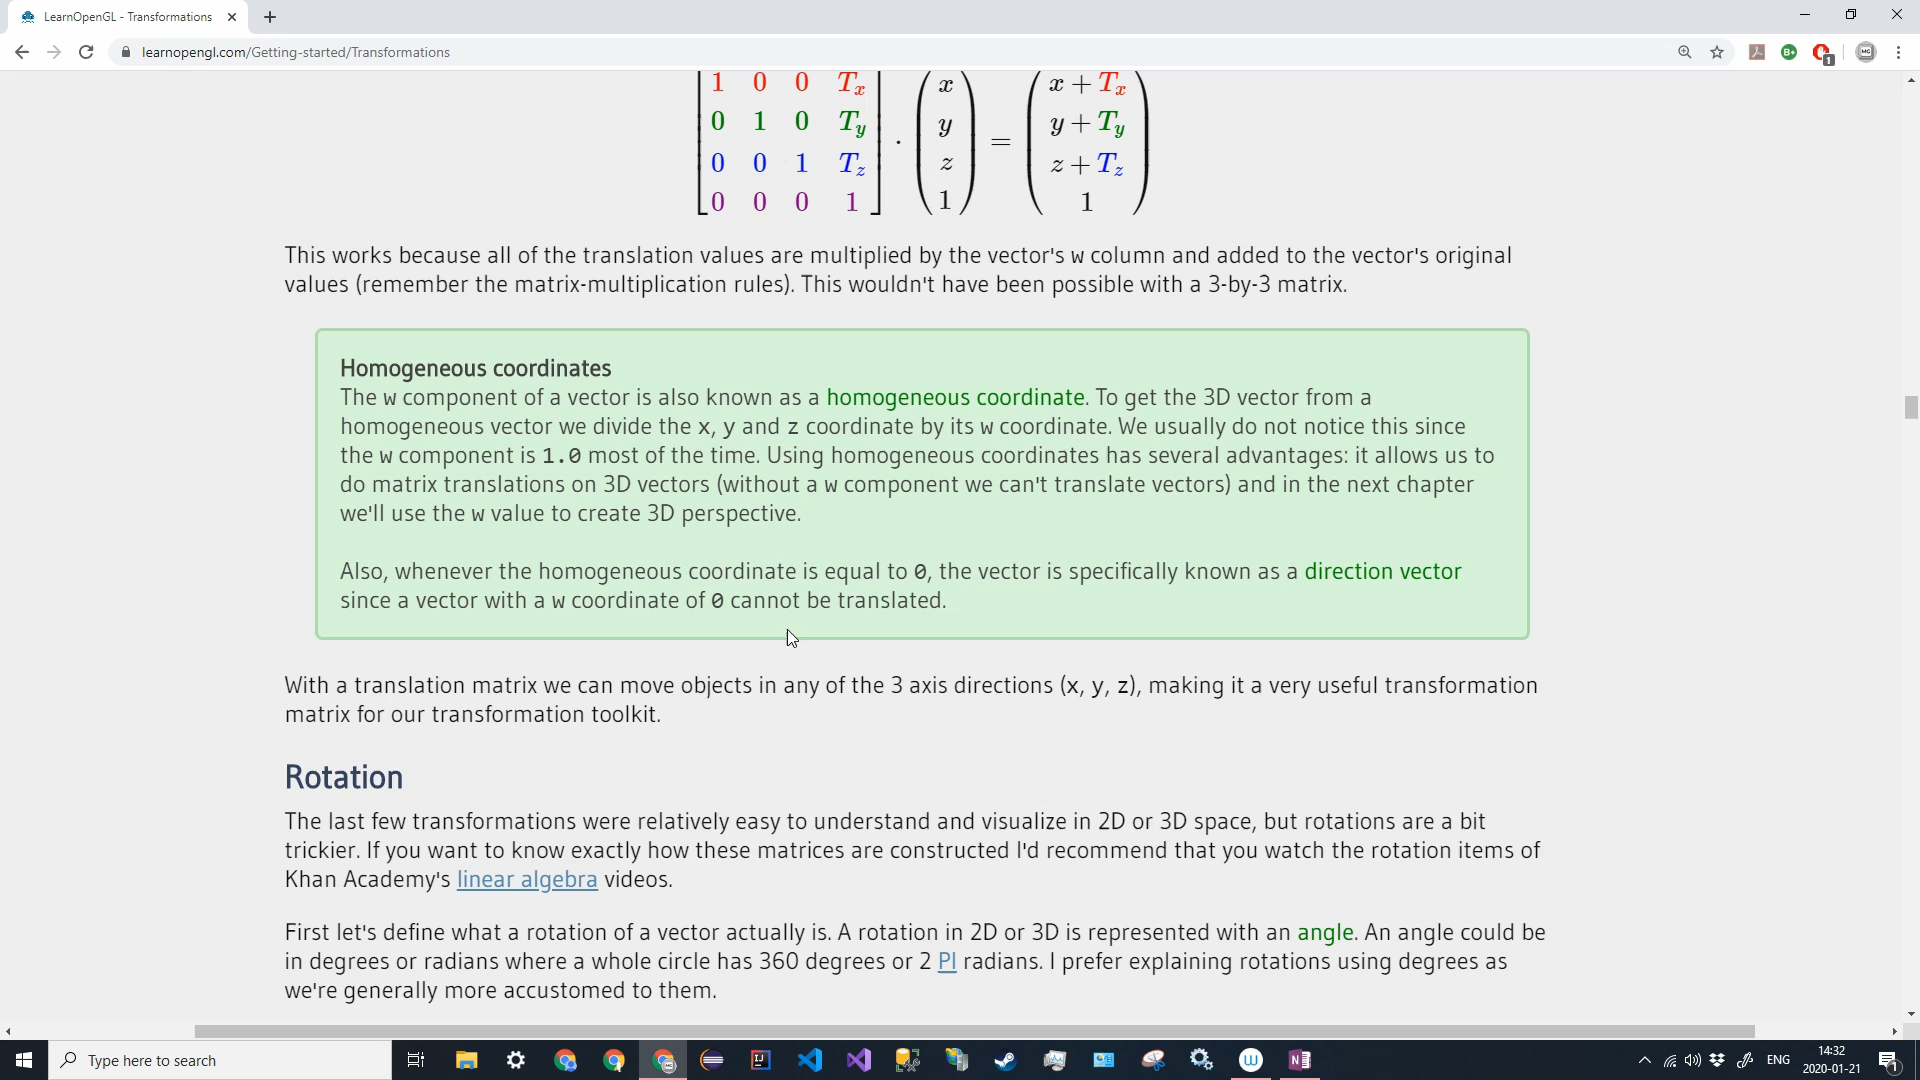 LearnOpenGL - Transformations
learnopengl.com/Getting-started/Transformations
1 0 0 Tx x x + Tx
0 1 0 Ty y y + Ty
· =
0 0 1 Tz z z + Tz
0 0 0 1 1 1
This works because all of the translation values are multiplied by the vector's w column and added to the vector's original
values (remember the matrix-multiplication rules). This wouldn't have been possible with a 3-by-3 matrix.
Homogeneous coordinates
The w component of a vector is also known as a homogeneous coordinate. To get the 3D vector from a
homogeneous vector we divide the x, y and z coordinate by its w coordinate. We usually do not notice this since
the w component is 1.0 most of the time. Using homogeneous coordinates has several advantages: it allows us to
do matrix translations on 3D vectors (without a w component we can't translate vectors) and in the next chapter
we'll use the w value to create 3D perspective.
Also, whenever the homogeneous coordinate is equal to 0, the vector is specifically known as a direction vector
since a vector with a w coordinate of 0 cannot be translated.
With a translation matrix we can move objects in any of the 3 axis directions (x, y, z), making it a very useful transformation
matrix for our transformation toolkit.
Rotation
The last few transformations were relatively easy to understand and visualize in 2D or 3D space, but rotations are a bit
trickier. If you want to know exactly how these matrices are constructed I'd recommend that you watch the rotation items of
Khan Academy's linear algebra videos.
First let's define what a rotation of a vector actually is. A rotation in 2D or 3D is represented with an angle. An angle could be
in degrees or radians where a whole circle has 360 degrees or 2 PI radians. I prefer explaining rotations using degrees as
we're generally more accustomed to them.
Type here to search
ENG
14:32
2020-01-21